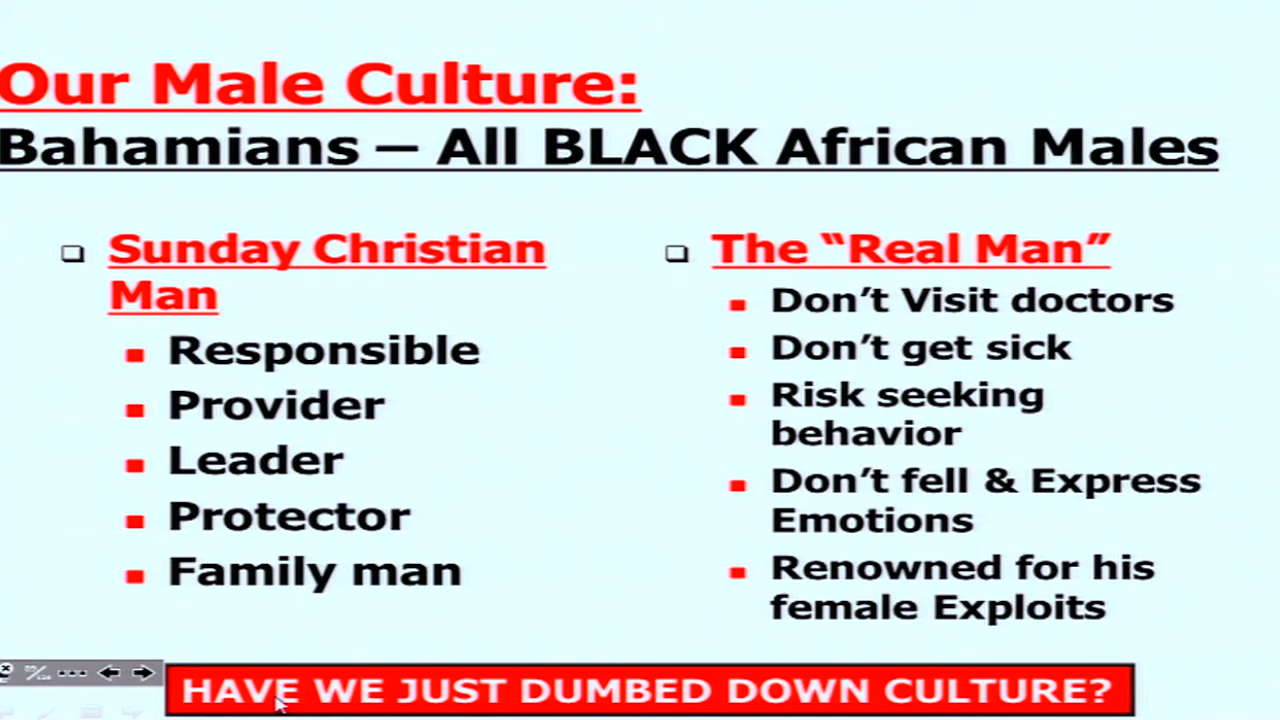 Our Male Culture:
Bahamians – All BLACK African Males
Sunday Christian
Man
Responsible
Provider
Leader
Protector
Family man
The “Real Man”
Don’t Visit doctors
Don’t get sick
Risk seeking
behavior
Don’t fell & Express
Emotions
Renowned for his
female Exploits
HAVE WE JUST DUMBED DOWN CULTURE?